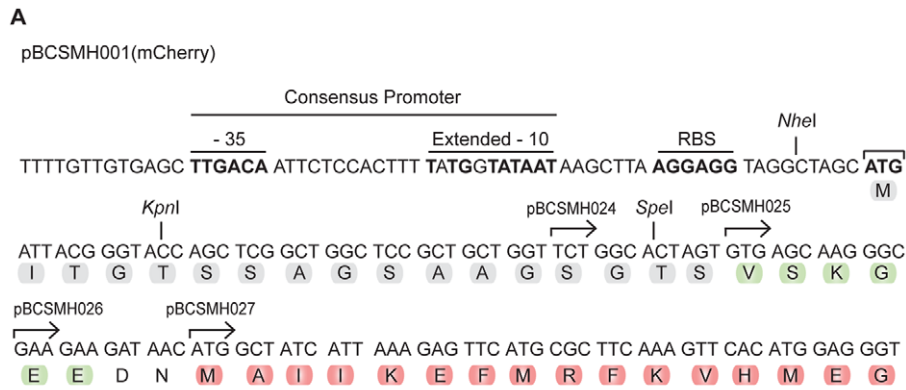 A
pBCSMH001(mCherry)
Consensus Promoter
- 35 Extended - 10 RBS NheI
TTTTGTTGTGAGC TTGACA ATTCTCCACTTT TATGGTATAAT AAGCTTA AGGAGG TAGGCTAGC ATG
M
KpnI pBCSMH024 SpeI pBCSMH025
ATT ACG GGT ACC AGC TCG GCT GGC TCC GCT GCT GGT TCT GGC ACT AGT GTG AGC AAG GGC
I T G T S S A G S A A G S G T S V S K G
pBCSMH026 pBCSMH027
GAA GAA GAT AAC ATG GCT ATC ATT AAA GAG TTC ATG CGC TTC AAA GTT CAC ATG GAG GGT
E E D N M A I I K E F M R F K V H M E G